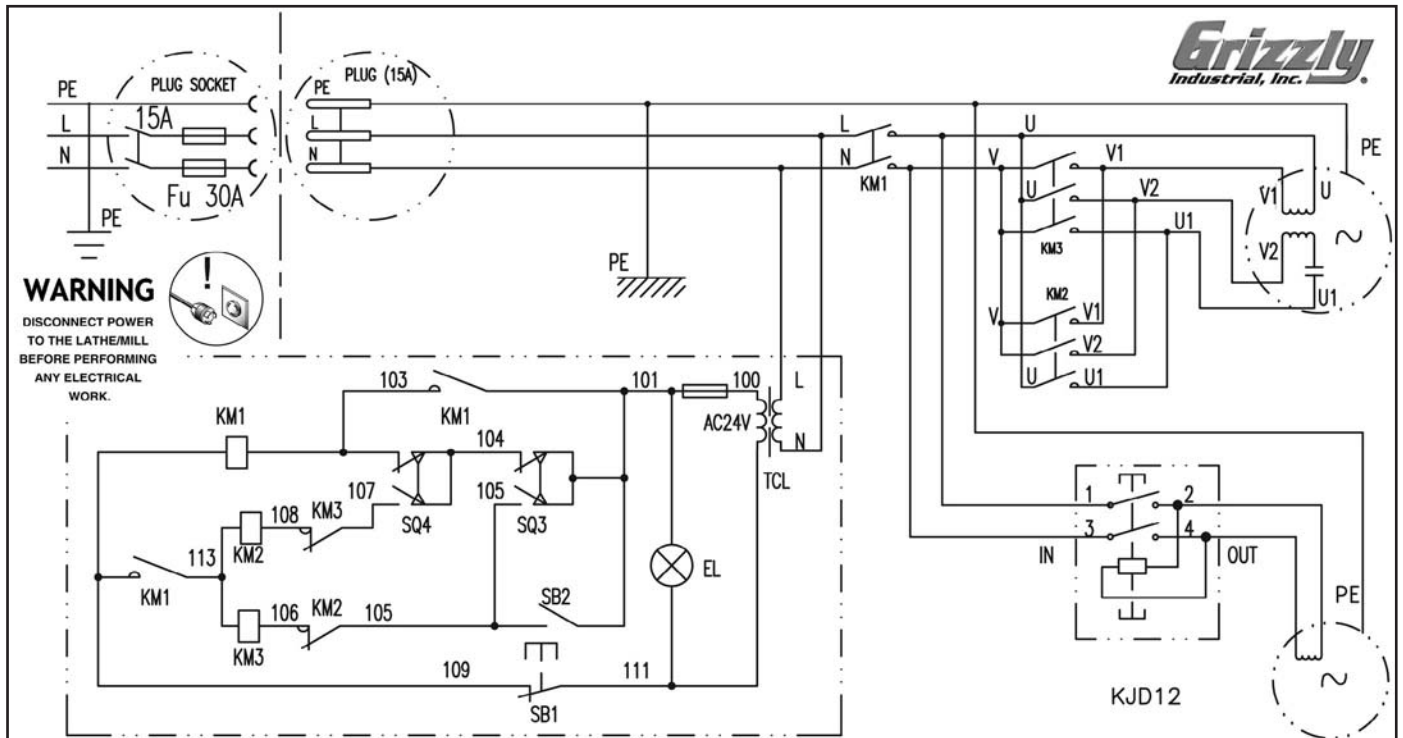 Grizzly
Industrial, Inc.®
PLUG SOCKET
PLUG (15A)
PE
PE
15A
L
L
N
N
Fu 30A
PE
L
N
KM1
U
V
V1
U
V2
U1
KM3
PE
V1
U
V2
U1
PE
KM2
V
V1
V2
U
U1
WARNING
!
DISCONNECT POWER
TO THE LATHE/MILL
BEFORE PERFORMING
ANY ELECTRICAL
WORK.
103
KM1
101
100
L
AC24V
N
TCL
KM1
104
107
105
SQ4
SQ3
108
KM3
KM2
113
KM1
EL
SB2
106
KM2
105
KM3
109
111
SB1
1
2
3
4
IN
OUT
PE
KJD12